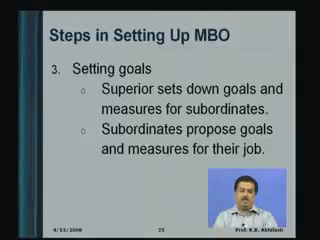 Steps in Setting Up MBO
3. Setting goals
o Superior sets down goals and
measures for subordinates.
o Subordinates propose goals
and measures for their job.
6/13/2006 25 Prof. K.B. Akhilesh